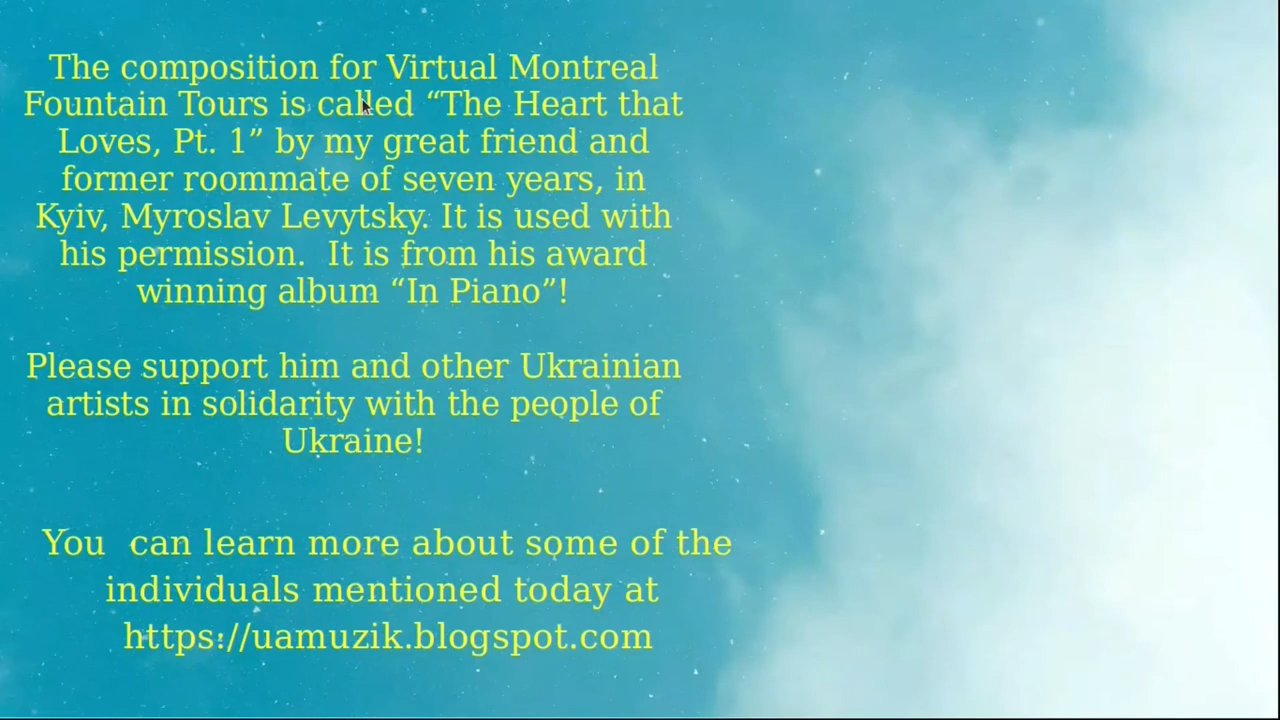 The composition for Virtual Montreal
Fountain Tours is called “The Heart that
Loves, Pt. 1” by my great friend and
former roommate of seven years, in
Kyiv, Myroslav Levytsky. It is used with
his permission.  It is from his award
winning album “In Piano”!
Please support him and other Ukrainian
artists in solidarity with the people of
Ukraine!
You  can learn more about some of the
individuals mentioned today at
https://uamuzik.blogspot.com